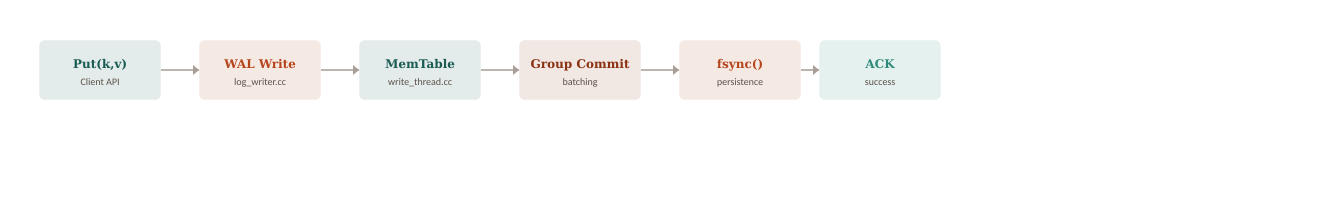 Put(k,v)
Client API
WAL Write
log_writer.cc
MemTable
write_thread.cc
Group Commit
batching
fsync()
persistence
ACK
success